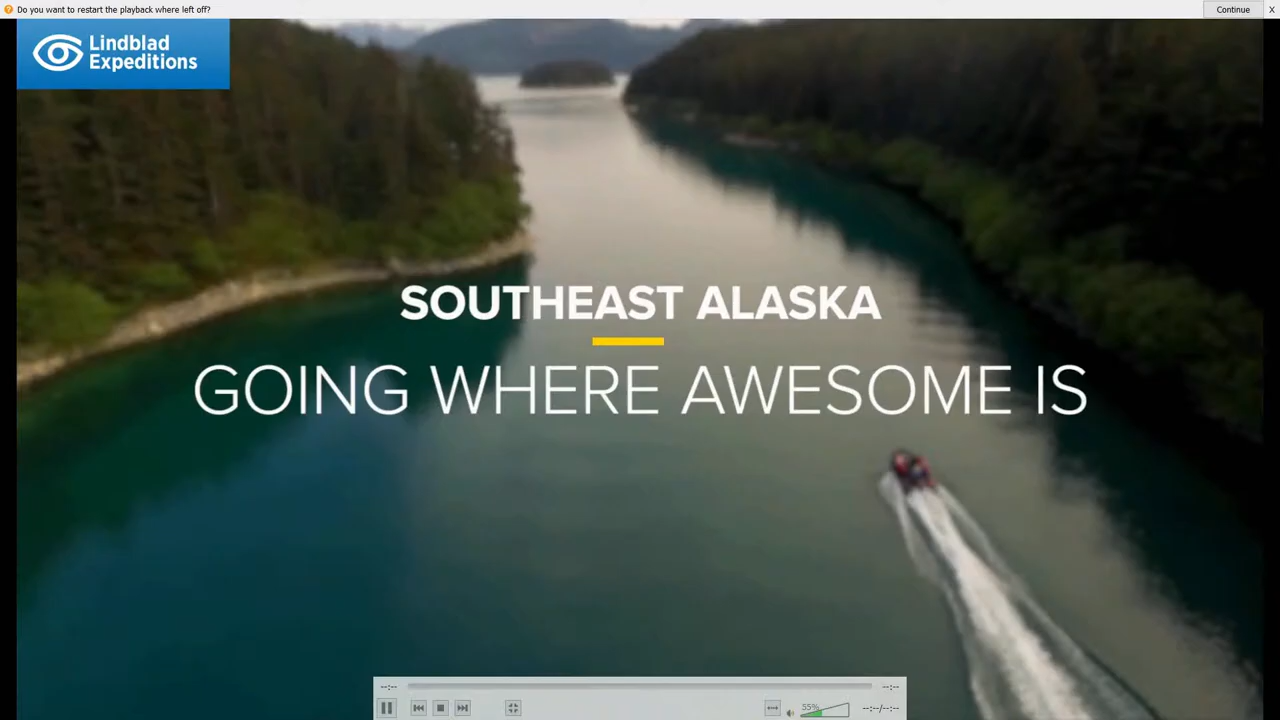 Do you want to restart the playback where left off?
Continue
X
Lindblad
Expeditions
SOUTHEAST ALASKA
GOING WHERE AWESOME IS
--:-- --:--
55%
--:--/--:--